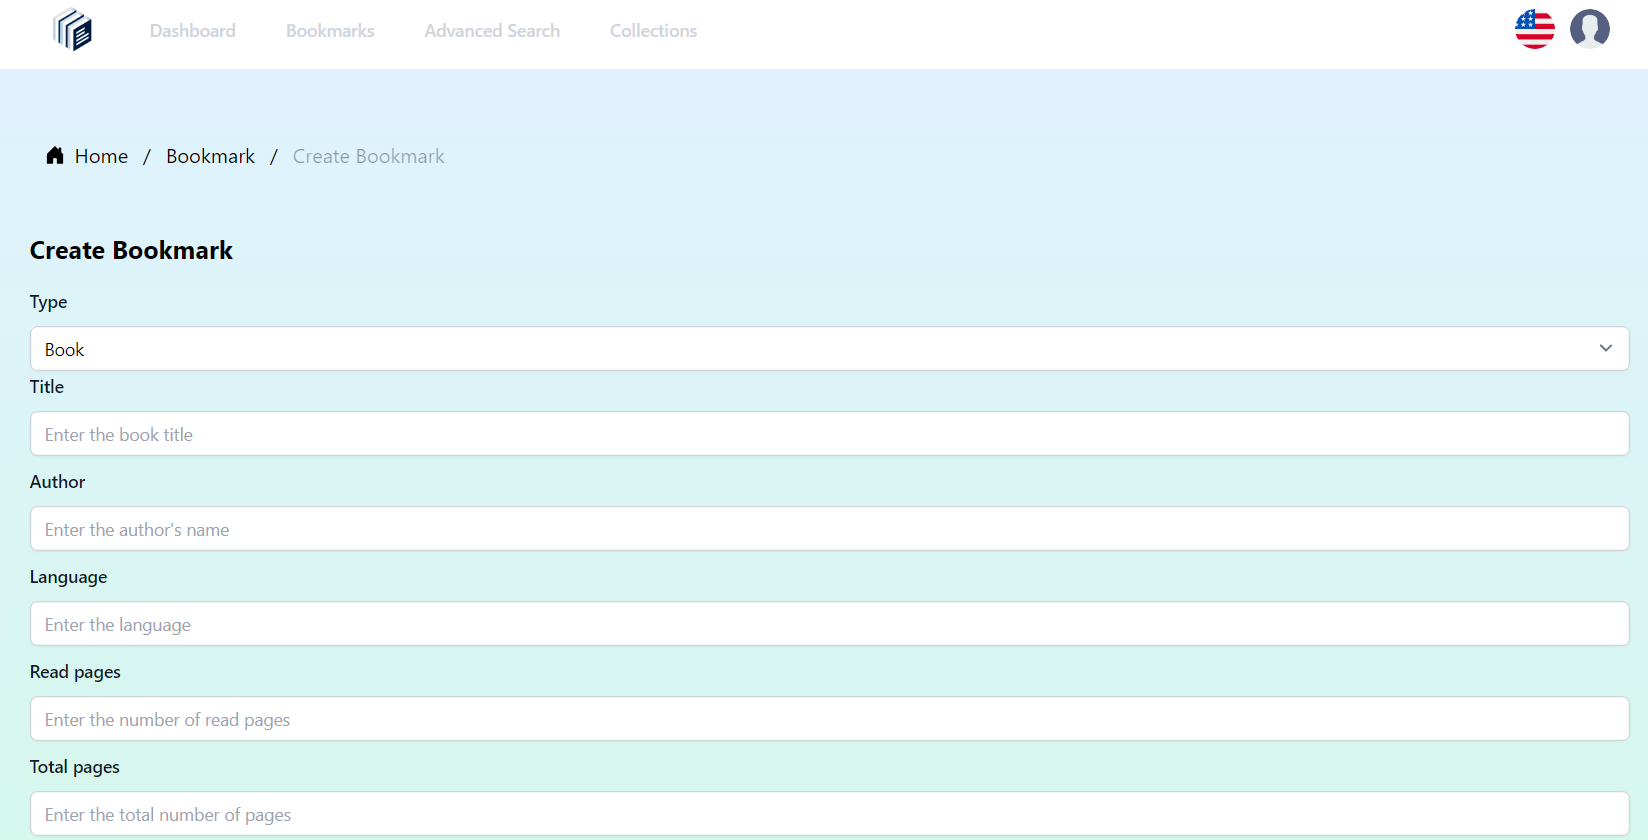 Dashboard Bookmarks Advanced Search Collections
Home / Bookmark / Create Bookmark
Create Bookmark
Type
Book
Title
Enter the book title
Author
Enter the author's name
Language
Enter the language
Read pages
Enter the number of read pages
Total pages
Enter the total number of pages